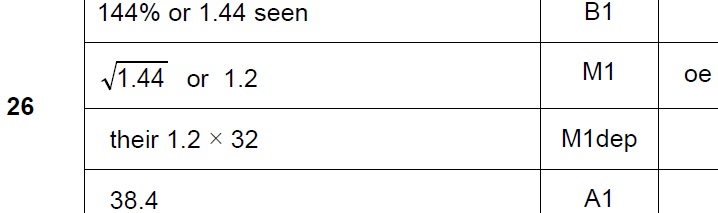 144% or 1.44 seen B1
√1.44 or 1.2 M1 oe
26
their 1.2 × 32 M1dep
38.4 A1